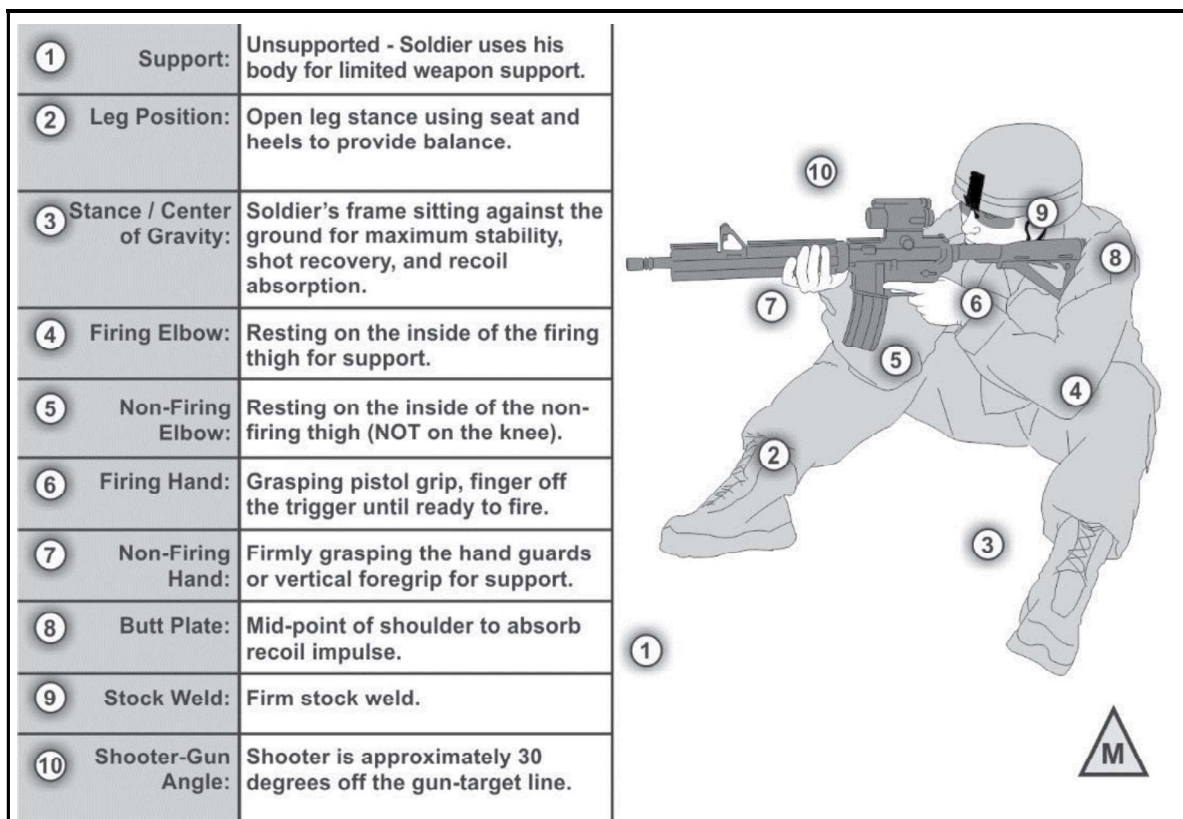 1 Support: Unsupported - Soldier uses his
body for limited weapon support.
2 Leg Position: Open leg stance using seat and
heels to provide balance.
3 Stance / Center
of Gravity: Soldier's frame sitting against the
ground for maximum stability,
shot recovery, and recoil
absorption.
4 Firing Elbow: Resting on the inside of the firing
thigh for support.
5 Non-Firing
Elbow: Resting on the inside of the non-
firing thigh (NOT on the knee).
6 Firing Hand: Grasping pistol grip, finger off
the trigger until ready to fire.
7 Non-Firing
Hand: Firmly grasping the hand guards
or vertical foregrip for support.
8 Butt Plate: Mid-point of shoulder to absorb
recoil impulse.
9 Stock Weld: Firm stock weld.
10 Shooter-Gun
Angle: Shooter is approximately 30
degrees off the gun-target line.
10
9
8
7
6
5
4
2
3
1
M